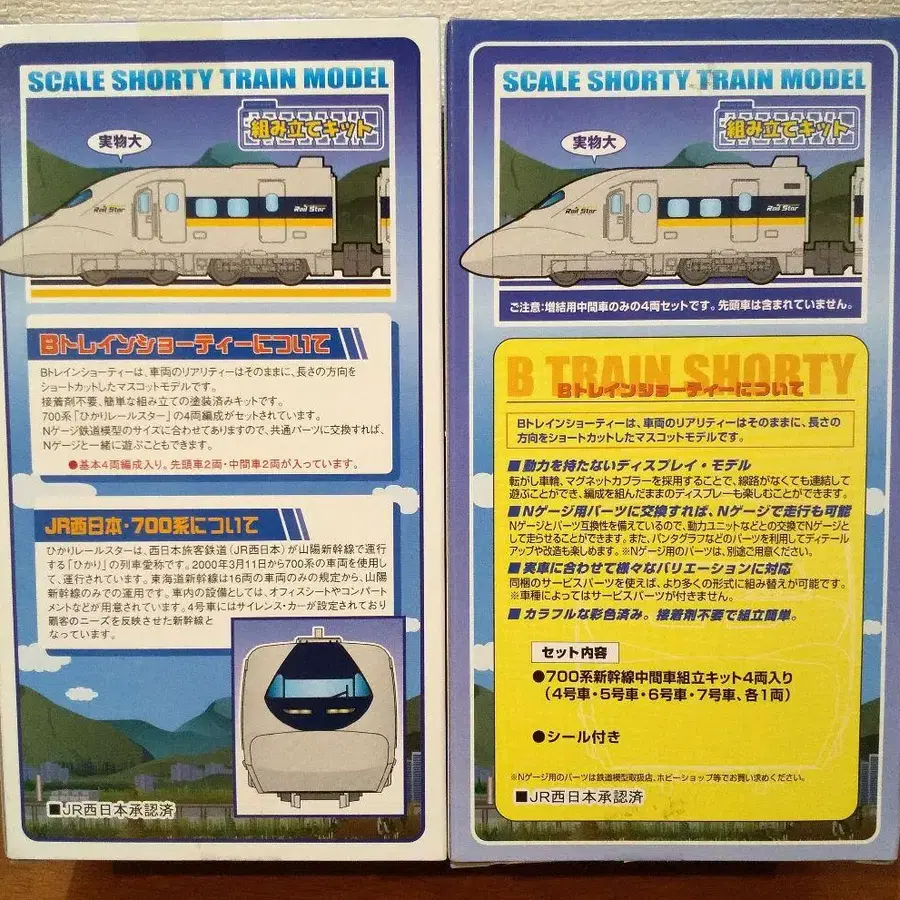 SCALE SHORTY TRAIN MODEL
組み立てキット
実物大
Rail Star
Rail Star
Bトレインショーティーについて
Bトレインショーティーは、車両のリアリティーはそのままに、長さの方向を
ショートカットしたマスコットモデルです。
接着剤不要、簡単な組み立ての塗装済みキットです。
700系「ひかりレールスター」の4両編成がセットされています。
Nゲージ鉄道模型のサイズに合わせてありますので、共通パーツに交換すれば、
Nゲージと一緒に遊ぶこともできます。
●基本4両編成入り。先頭車2両・中間車2両が入っています。
JR西日本・700系について
ひかりレールスターは、西日本旅客鉄道(JR西日本)が山陽新幹線で運行
する「ひかり」の列車愛称です。2000年3月11日から700系の車両を使用し
て、運行されています。東海道新幹線は16両の車両のみの規定から、山陽
新幹線のみでの運用です。車内の設備としては、オフィスシートやコンパート
メントなどが用意されています。4号車にはサイレンス・カーが設定されており
顧客のニーズを反映させた新幹線と
なっています。
■JR西日本承認済
SCALE SHORTY TRAIN MODEL
組み立てキット
実物大
Rail Star
Rail Star
ご注意:増結用中間車のみの4両セットです。先頭車は含まれていません。
B TRAIN SHORTY
Bトレインショーティーについて
Bトレインショーティーは、車両のリアリティーはそのままに、長さの
方向をショートカットしたマスコットモデルです。
■動力を持たないディスプレイ・モデル
転がし車輪、マグネットカプラーを採用することで、線路がなくても連結して
遊ぶことができ、編成を組んだままのディスプレーも楽しむことができます。
■Nゲージ用パーツに交換すれば、Nゲージで走行も可能
Nゲージとパーツ互換性を備えているので、動力ユニットなどとの交換でNゲージと
して走らせることができます。また、パンタグラフなどのパーツを利用してディテール
アップや改造も楽しめます。※Nゲージ用のパーツは、別途ご用意ください。
■実車に合わせて様々なバリエーションに対応
同梱のサービスパーツを使えば、より多くの形式に組み替えが可能です。
※車種によってはサービスパーツが付きません。
■カラフルな彩色済み。接着剤不要で組立簡単。
セット内容
●700系新幹線中間車組立キット4両入り
(4号車・5号車・6号車・7号車、各1両)
●シール付き
※Nゲージ用のパーツは鉄道模型取扱店、ホビーショップ等でお買い求めください。
■JR西日本承認済